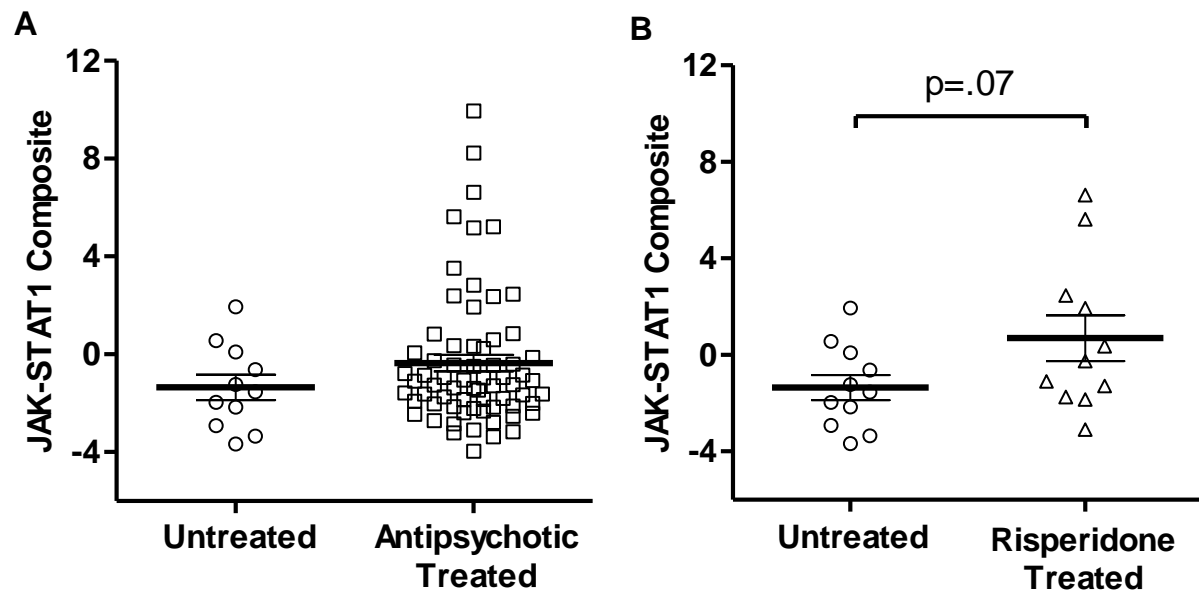 A
JAK-STAT1 Composite
12
8
4
0
-4
Untreated
Antipsychotic
Treated
B
p=.07
JAK-STAT1 Composite
12
8
4
0
-4
Untreated
Risperidone
Treated